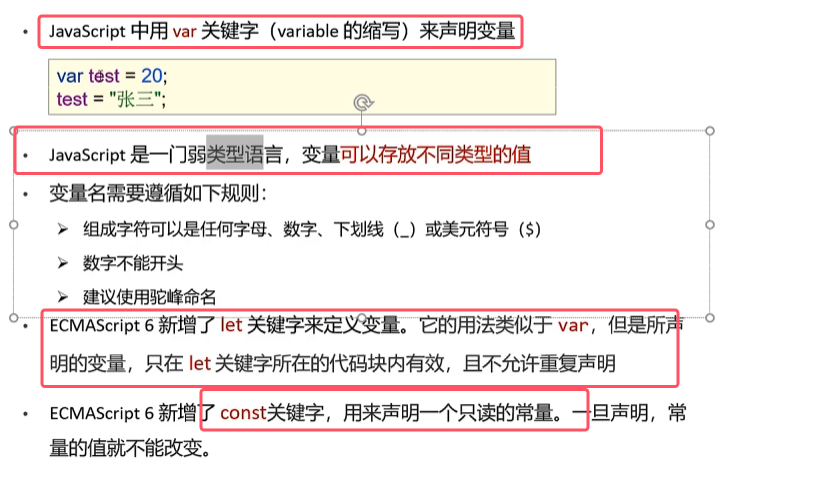 • JavaScript 中用 var 关键字（variable 的缩写）来声明变量
var test = 20;
test = "张三";
• JavaScript 是一门弱类型语言，变量可以存放不同类型的值
• 变量名需要遵循如下规则：
➢ 组成字符可以是任何字母、数字、下划线（_）或美元符号（$）
➢ 数字不能开头
➢ 建议使用驼峰命名
• ECMAScript 6 新增了 let 关键字来定义变量。它的用法类似于 var，但是所声
明的变量，只在 let 关键字所在的代码块内有效，且不允许重复声明
• ECMAScript 6 新增了 const关键字，用来声明一个只读的常量。一旦声明，常
量的值就不能改变。